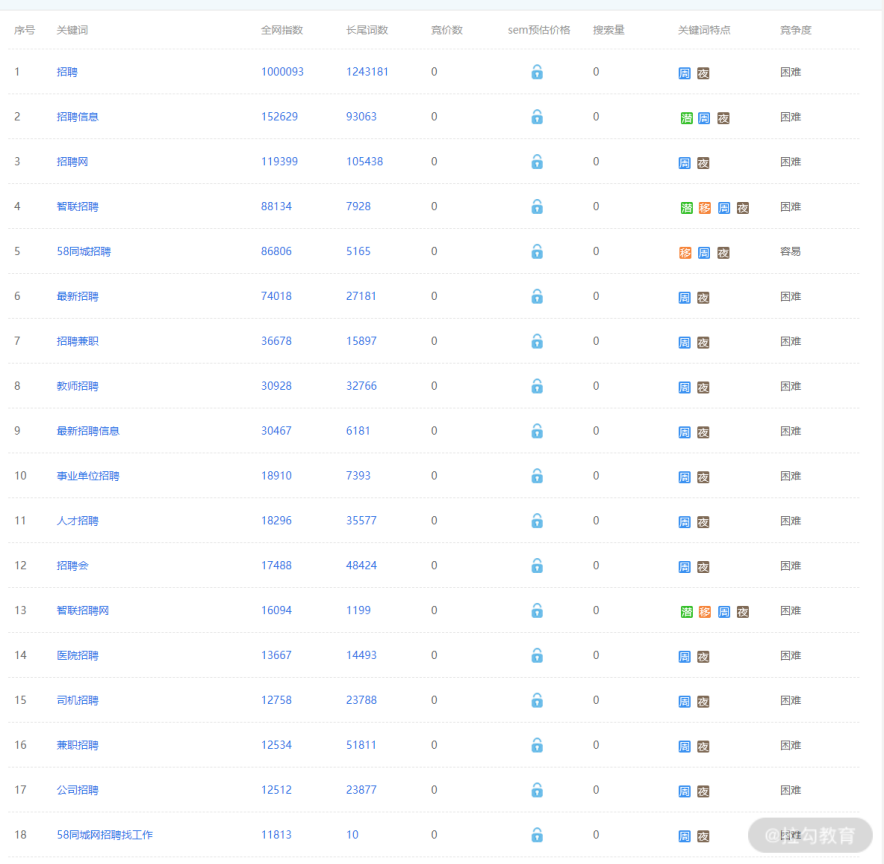 序号 关键词 全网指数 长尾词数 竞价数 sem预估价格 搜索量 关键词特点 竞争度
1 招聘 1000093 1243181 0 0 周 夜 困难
2 招聘信息 152629 93063 0 0 潜 周 夜 困难
3 招聘网 119399 105438 0 0 周 夜 困难
4 智联招聘 88134 7928 0 0 潜 移 周 夜 困难
5 58同城招聘 86806 5165 0 0 移 周 夜 容易
6 最新招聘 74018 27181 0 0 周 夜 困难
7 招聘兼职 36678 15897 0 0 周 夜 困难
8 教师招聘 30928 32766 0 0 周 夜 困难
9 最新招聘信息 30467 6181 0 0 周 夜 困难
10 事业单位招聘 18910 7393 0 0 周 夜 困难
11 人才招聘 18296 35577 0 0 周 夜 困难
12 招聘会 17488 48424 0 0 周 夜 困难
13 智联招聘网 16094 1199 0 0 潜 移 周 夜 困难
14 医院招聘 13667 14493 0 0 周 夜 困难
15 司机招聘 12758 23788 0 0 周 夜 困难
16 兼职招聘 12534 51811 0 0 周 夜 困难
17 公司招聘 12512 23877 0 0 周 夜 困难
18 58同城网招聘找工作 11813 10 0 0 周 夜 困难
@拉勾教育